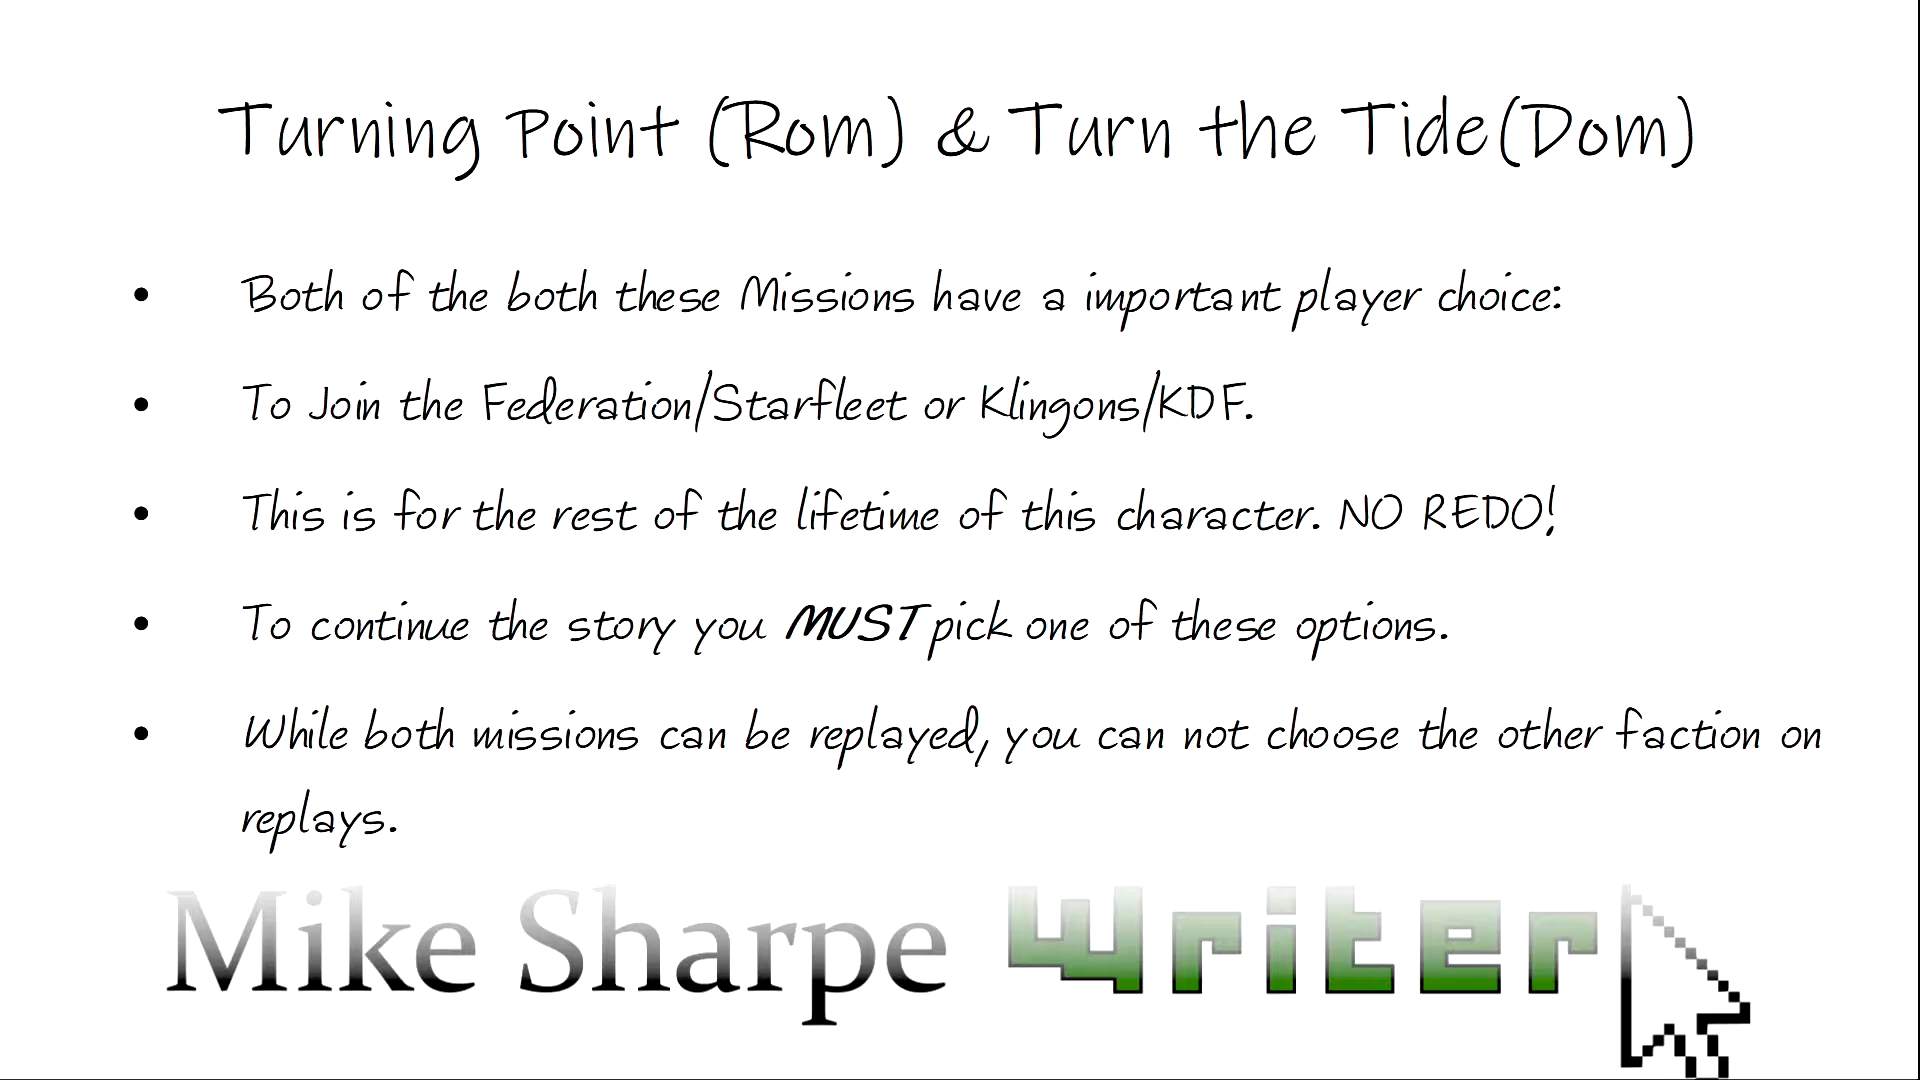 Turning Point (Rom) & Turn the Tide(Dom)
• Both of the both these Missions have a important player choice:
• To Join the Federation/Starfleet or Klingons/KDF.
• This is for the rest of the lifetime of this character. NO REDO!
• To continue the story you MUST pick one of these options.
• While both missions can be replayed, you can not choose the other faction on
replays.
Mike Sharpe Writer